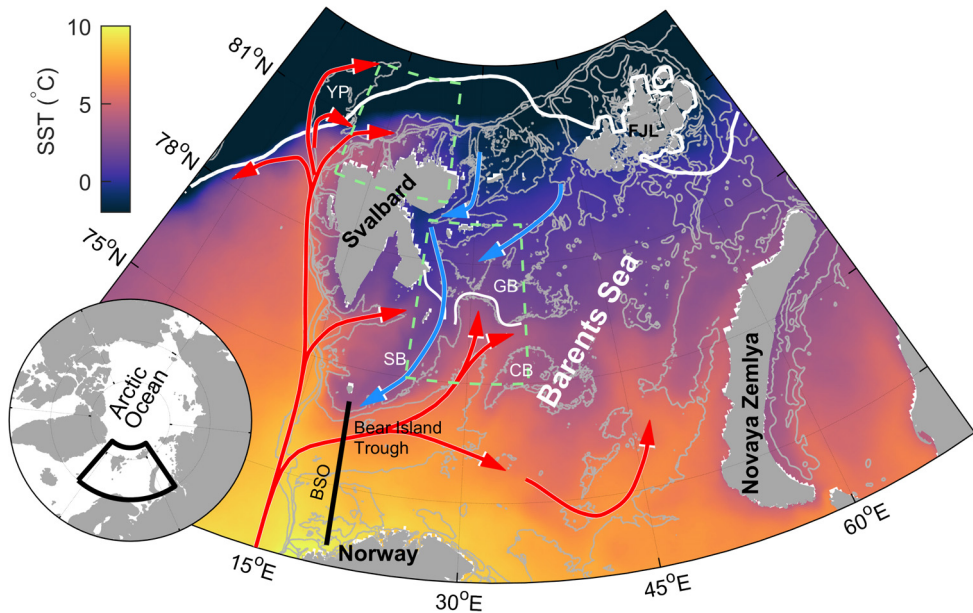 10
5
0
SST (°C)
81°N
78°N
75°N
YP
FJL
Svalbard
GB
SB
CB
Barents Sea
Novaya Zemlya
Arctic
Ocean
Bear Island
Trough
BSO
Norway
15°E
30°E
45°E
60°E